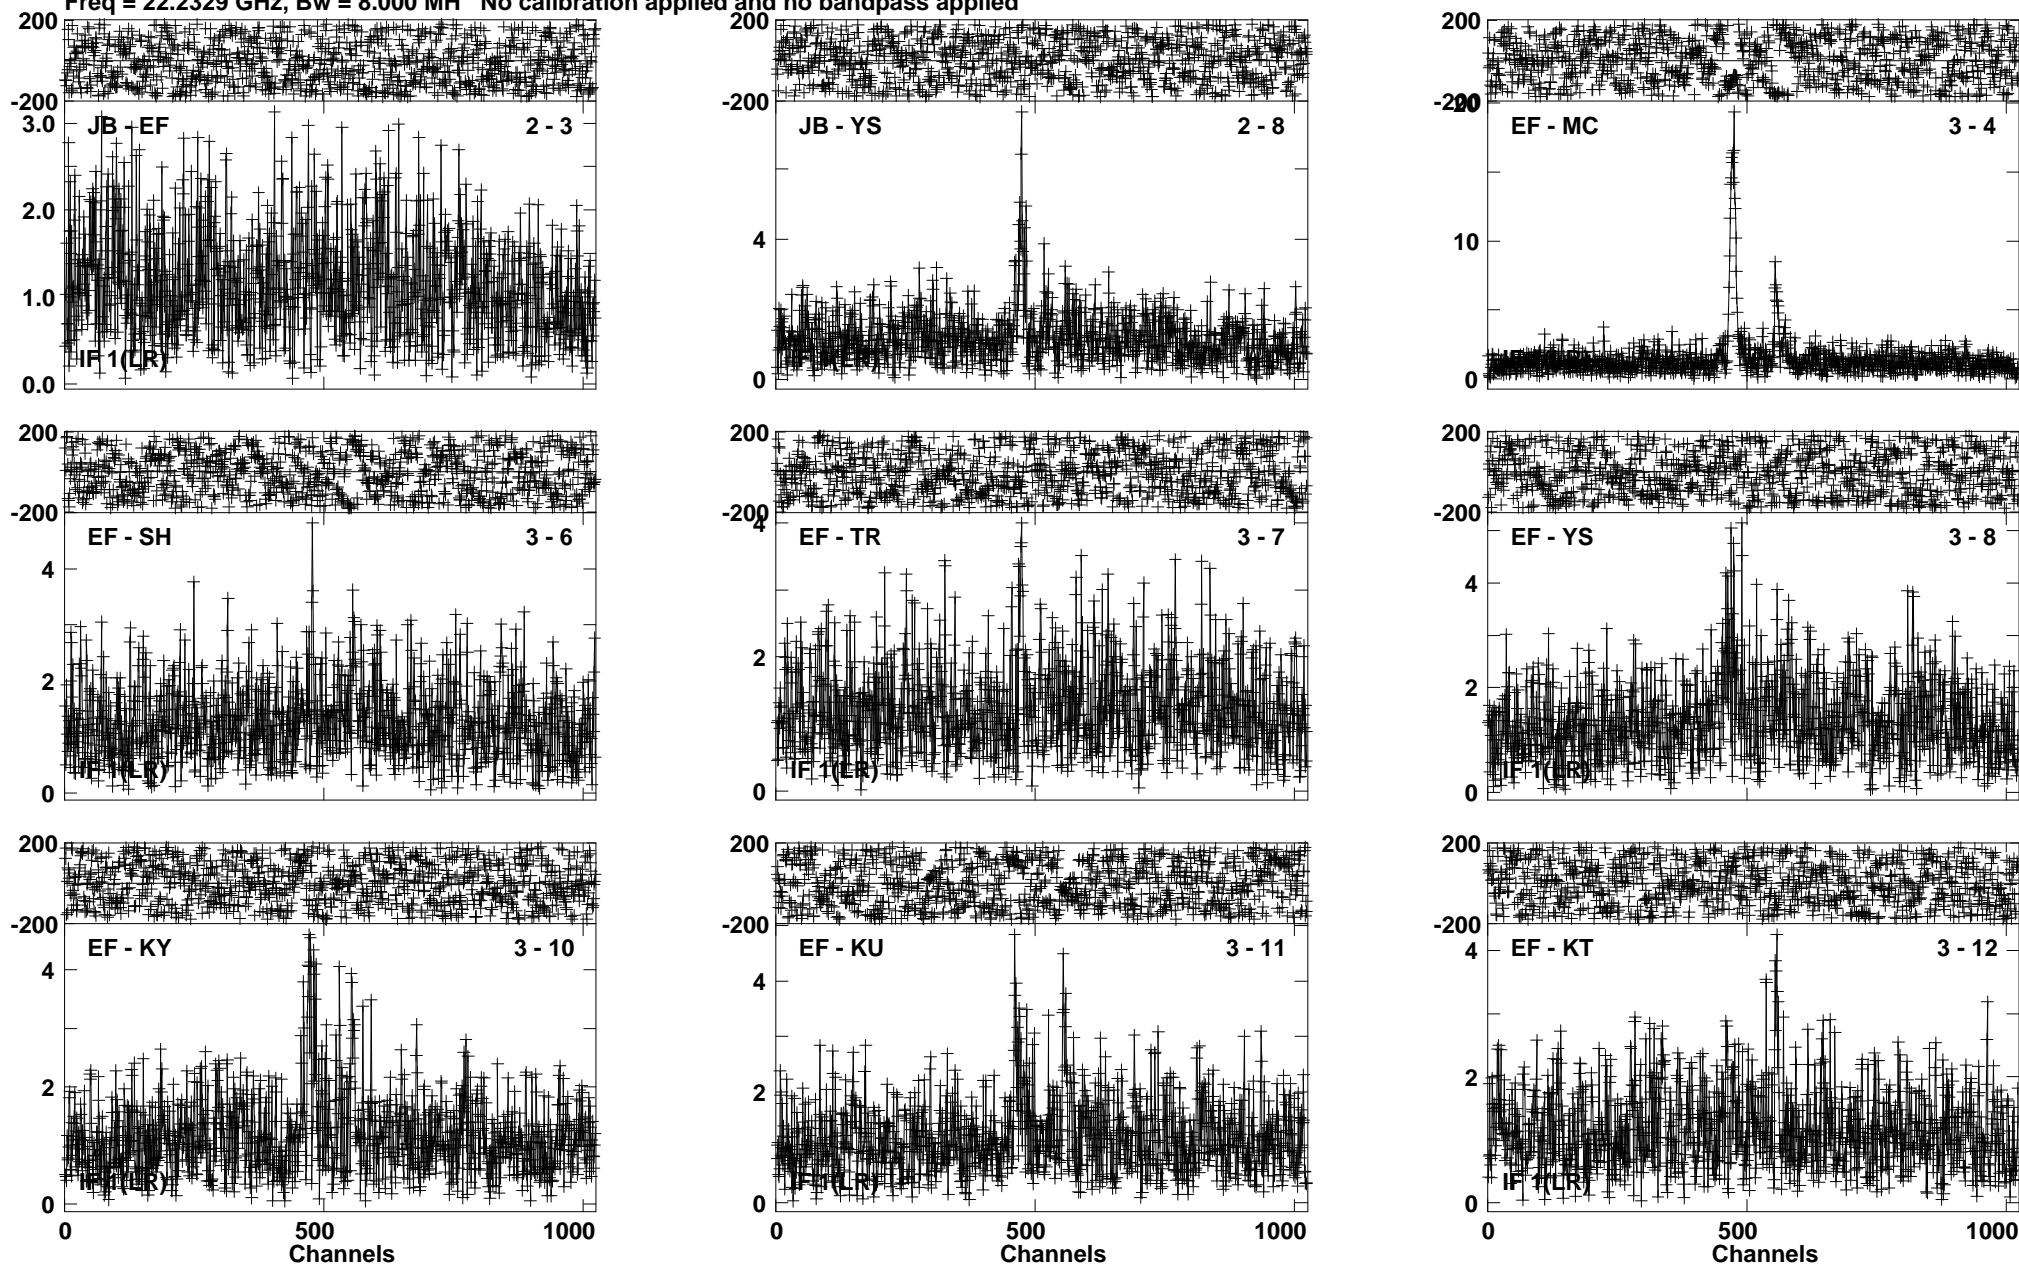 Freq = 22.2329 GHz, Bw = 8.000 MH No calibration applied and no bandpass applied
200
-200
3.0
2.0
1.0
0.0
JB - EF 2 - 3
IF 1(LR)
200
-200
4
0
JB - YS 2 - 8
200
-200
20
10
0
EF - MC 3 - 4
200
-200
4
2
0
EF - SH 3 - 6
IF 1(LR)
200
-200
4
2
0
EF - TR 3 - 7
IF 1(LR)
200
-200
4
2
0
EF - YS 3 - 8
IF 1(LR)
200
-200
4
2
0
EF - KY 3 - 10
IF 1(LR)
0 500 1000
Channels
200
-200
4
2
0
EF - KU 3 - 11
IF 1(LR)
0 500 1000
Channels
200
-200
4
2
0
EF - KT 3 - 12
IF 1(LR)
0 500 1000
Channels